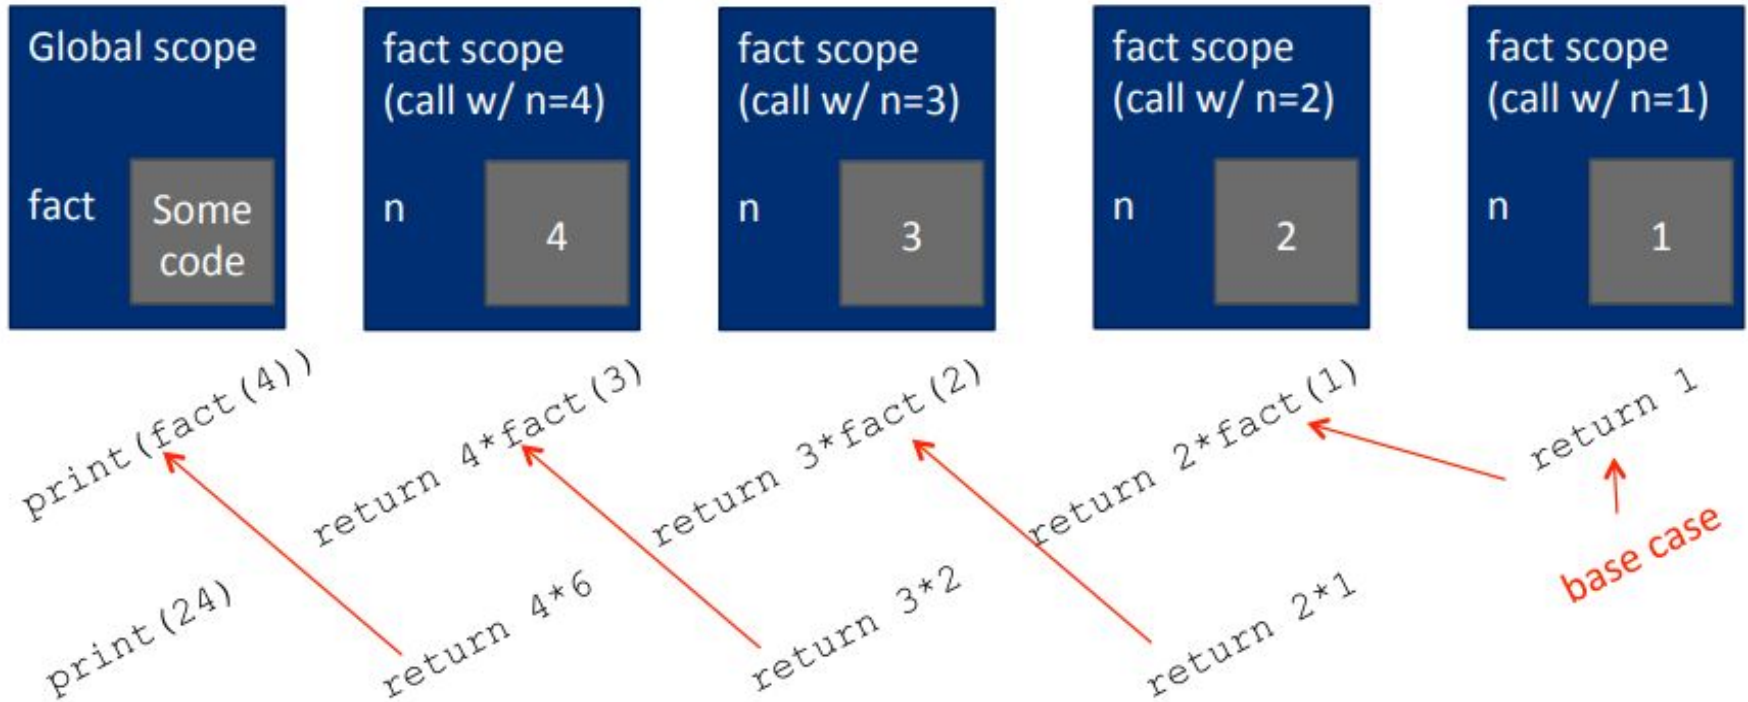 Global scope
fact
Some
code
fact scope
(call w/ n=4)
n
4
fact scope
(call w/ n=3)
n
3
fact scope
(call w/ n=2)
n
2
fact scope
(call w/ n=1)
n
1
print(fact(4))
return 4*fact(3)
return 3*fact(2)
return 2*fact(1)
return 1
base case
print(24)
return 4*6
return 3*2
return 2*1